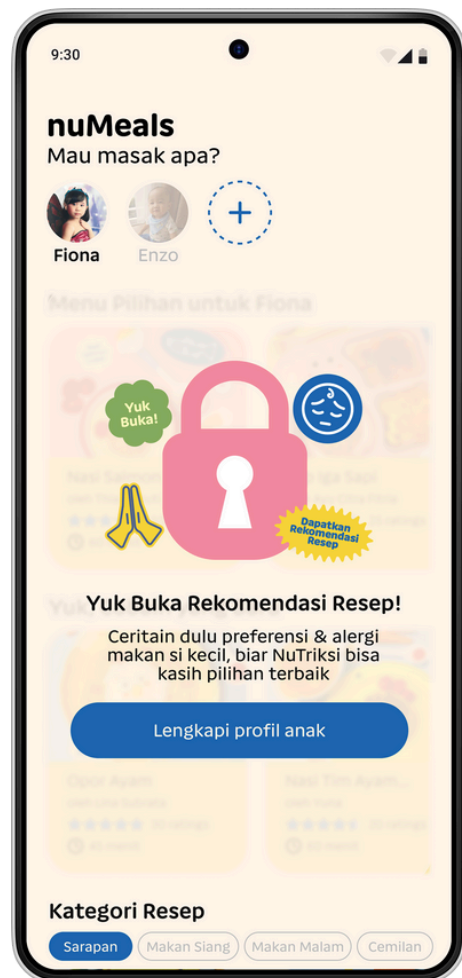 9:30
nuMeals
Mau masak apa?
Fiona
Enzo
Menu Pilihan untuk Fiona
Yuk
Buka!
Iga Sapi
Dapatkan
Rekomendasi
Resep
Yuk Buka Rekomendasi Resep!
Ceritain dulu preferensi & alergi
makan si kecil, biar NuTriksi bisa
kasih pilihan terbaik
Lengkapi profil anak
Opor Ayam
Nasi Tim Ayam...
Kategori Resep
Sarapan
Makan Siang
Makan Malam
Cemilan